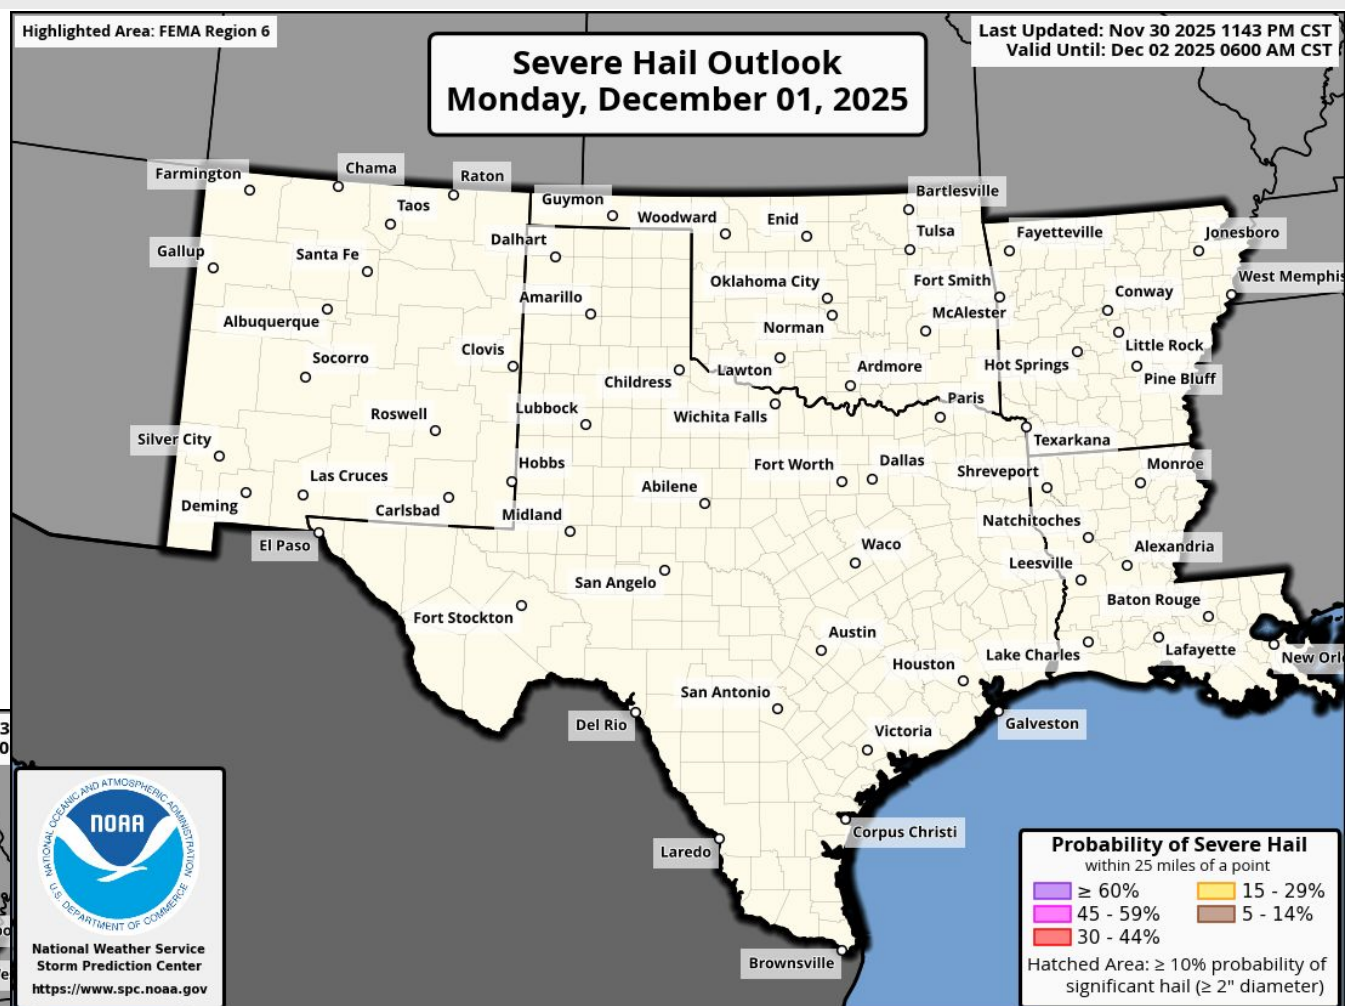 Highlighted Area: FEMA Region 6
Severe Hail Outlook
Monday, December 01, 2025
Last Updated: Nov 30 2025 1143 PM CST
Valid Until: Dec 02 2025 0600 AM CST
Farmington
Chama
Raton
Taos
Guymon
Woodward
Enid
Bartlesville
Tulsa
Fayetteville
Jonesboro
Gallup
Santa Fe
Dalhart
Oklahoma City
Fort Smith
West Memphis
Albuquerque
Amarillo
Norman
McAlester
Conway
Little Rock
Socorro
Clovis
Childress
Lawton
Ardmore
Hot Springs
Pine Bluff
Roswell
Lubbock
Wichita Falls
Paris
Texarkana
Silver City
Las Cruces
Hobbs
Abilene
Fort Worth
Dallas
Shreveport
Monroe
Deming
Carlsbad
Midland
Natchitoches
El Paso
San Angelo
Waco
Leesville
Alexandria
Fort Stockton
Austin
Baton Rouge
Houston
Lake Charles
Lafayette
New Orl
San Antonio
Del Rio
Victoria
Galveston
Laredo
Corpus Christi
Brownsville
3
0
NATIONAL OCEANIC AND ATMOSPHERIC ADMINISTRATION
NOAA
U.S. DEPARTMENT OF COMMERCE
National Weather Service
Storm Prediction Center
https://www.spc.noaa.gov
Probability of Severe Hail
within 25 miles of a point
≥ 60%
15 - 29%
45 - 59%
5 - 14%
30 - 44%
Hatched Area: ≥ 10% probability of
significant hail (≥ 2" diameter)